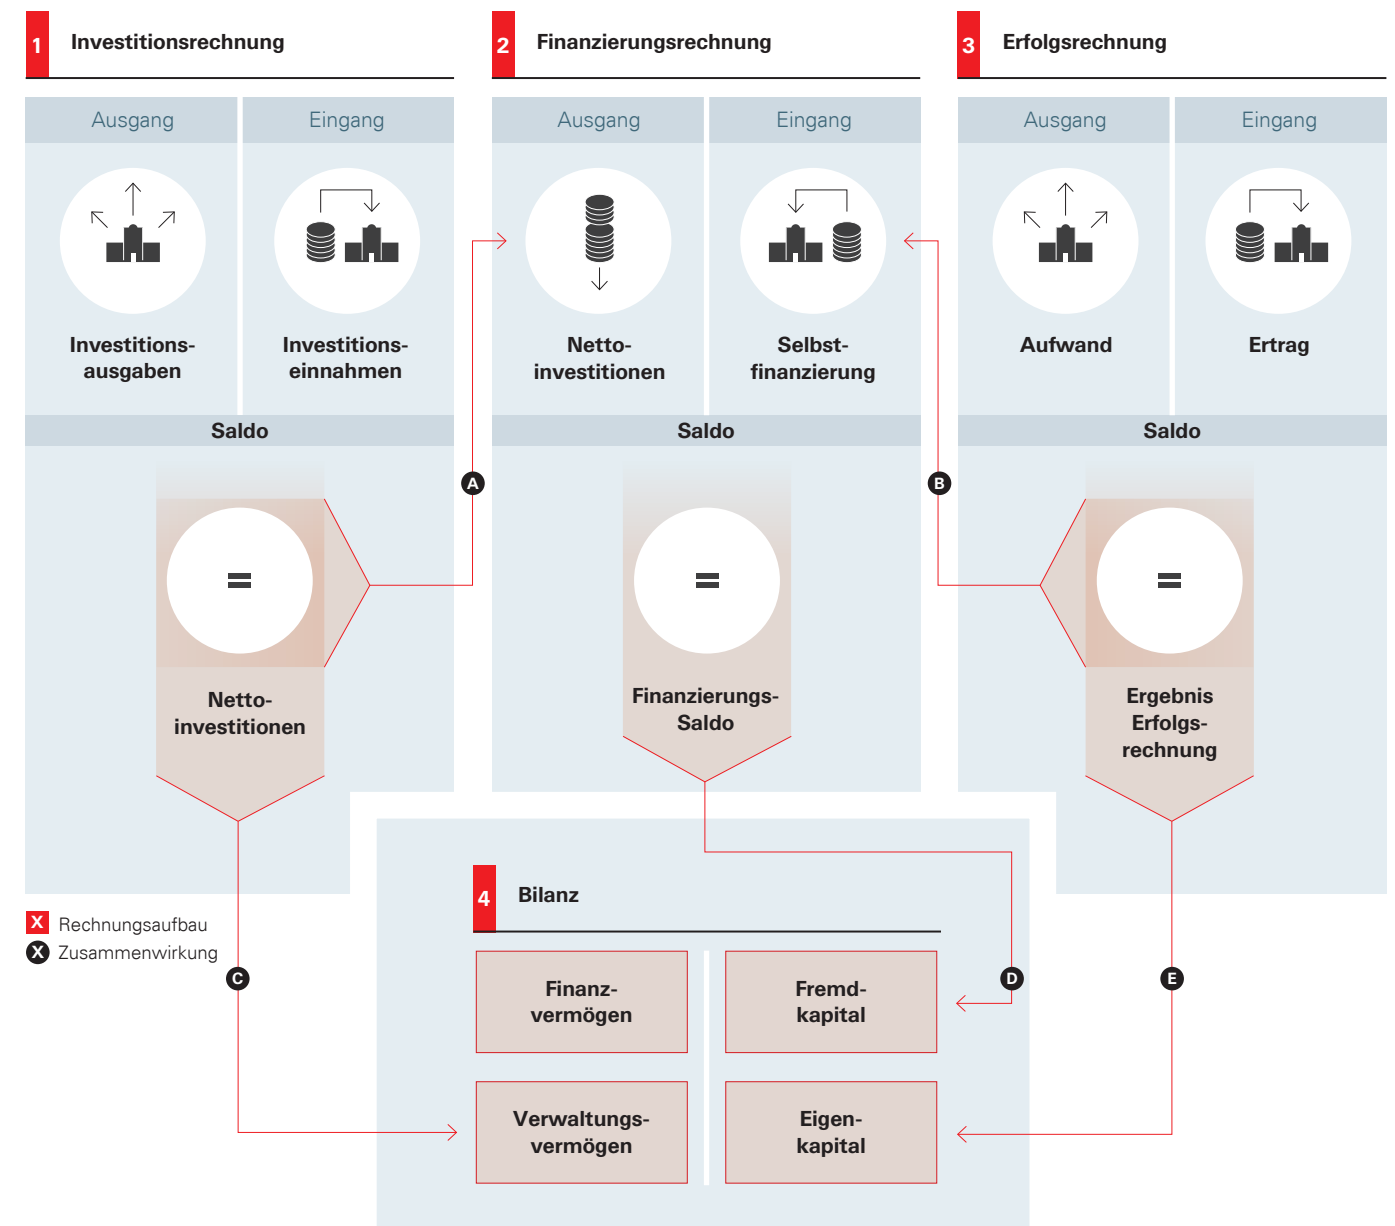 1 Investitionsrechnung
Ausgang Eingang
Investitions-
ausgaben
Investitions-
einnahmen
Saldo
=
Netto-
investitionen
A
2 Finanzierungsrechnung
Ausgang Eingang
Netto-
investitionen
Selbst-
finanzierung
Saldo
=
Finanzierungs-
Saldo
B
3 Erfolgsrechnung
Ausgang Eingang
Aufwand
Ertrag
Saldo
=
Ergebnis
Erfolgs-
rechnung
X Rechnungsaufbau
X Zusammenwirkung
C
4 Bilanz
Finanz-
vermögen
Fremd-
kapital
D
E
Verwaltungs-
vermögen
Eigen-
kapital